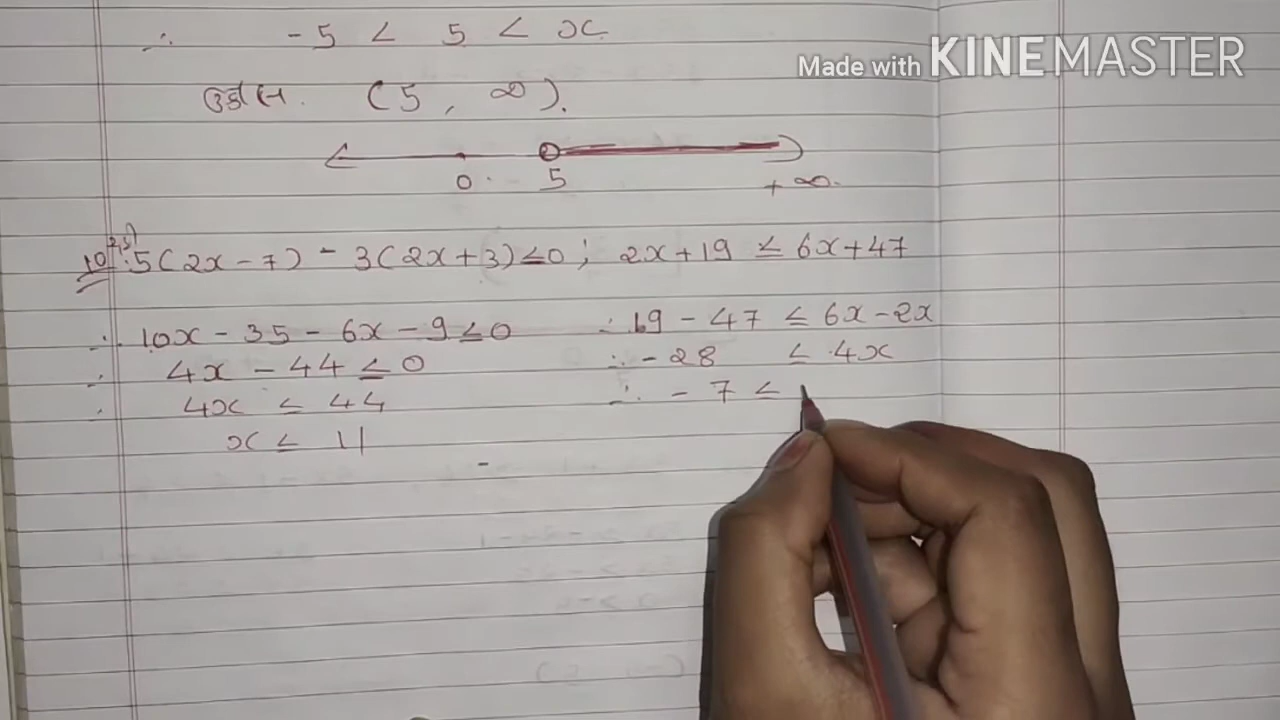 ∴ -5 < 5 < x
Made with KINEMASTER
(5, ∞).
0 5 +∞.
10 5(2x-7) - 3(2x+3)≤0 ; 2x+19 ≤ 6x+47
∴ 10x - 35 - 6x - 9 ≤ 0 ∴ 19 - 47 ≤ 6x-2x
∴ 4x - 44 ≤ 0 ∴ -28 ≤ 4x
∴ 4x ≤ 44 ∴ -7 ≤
x ≤ 11